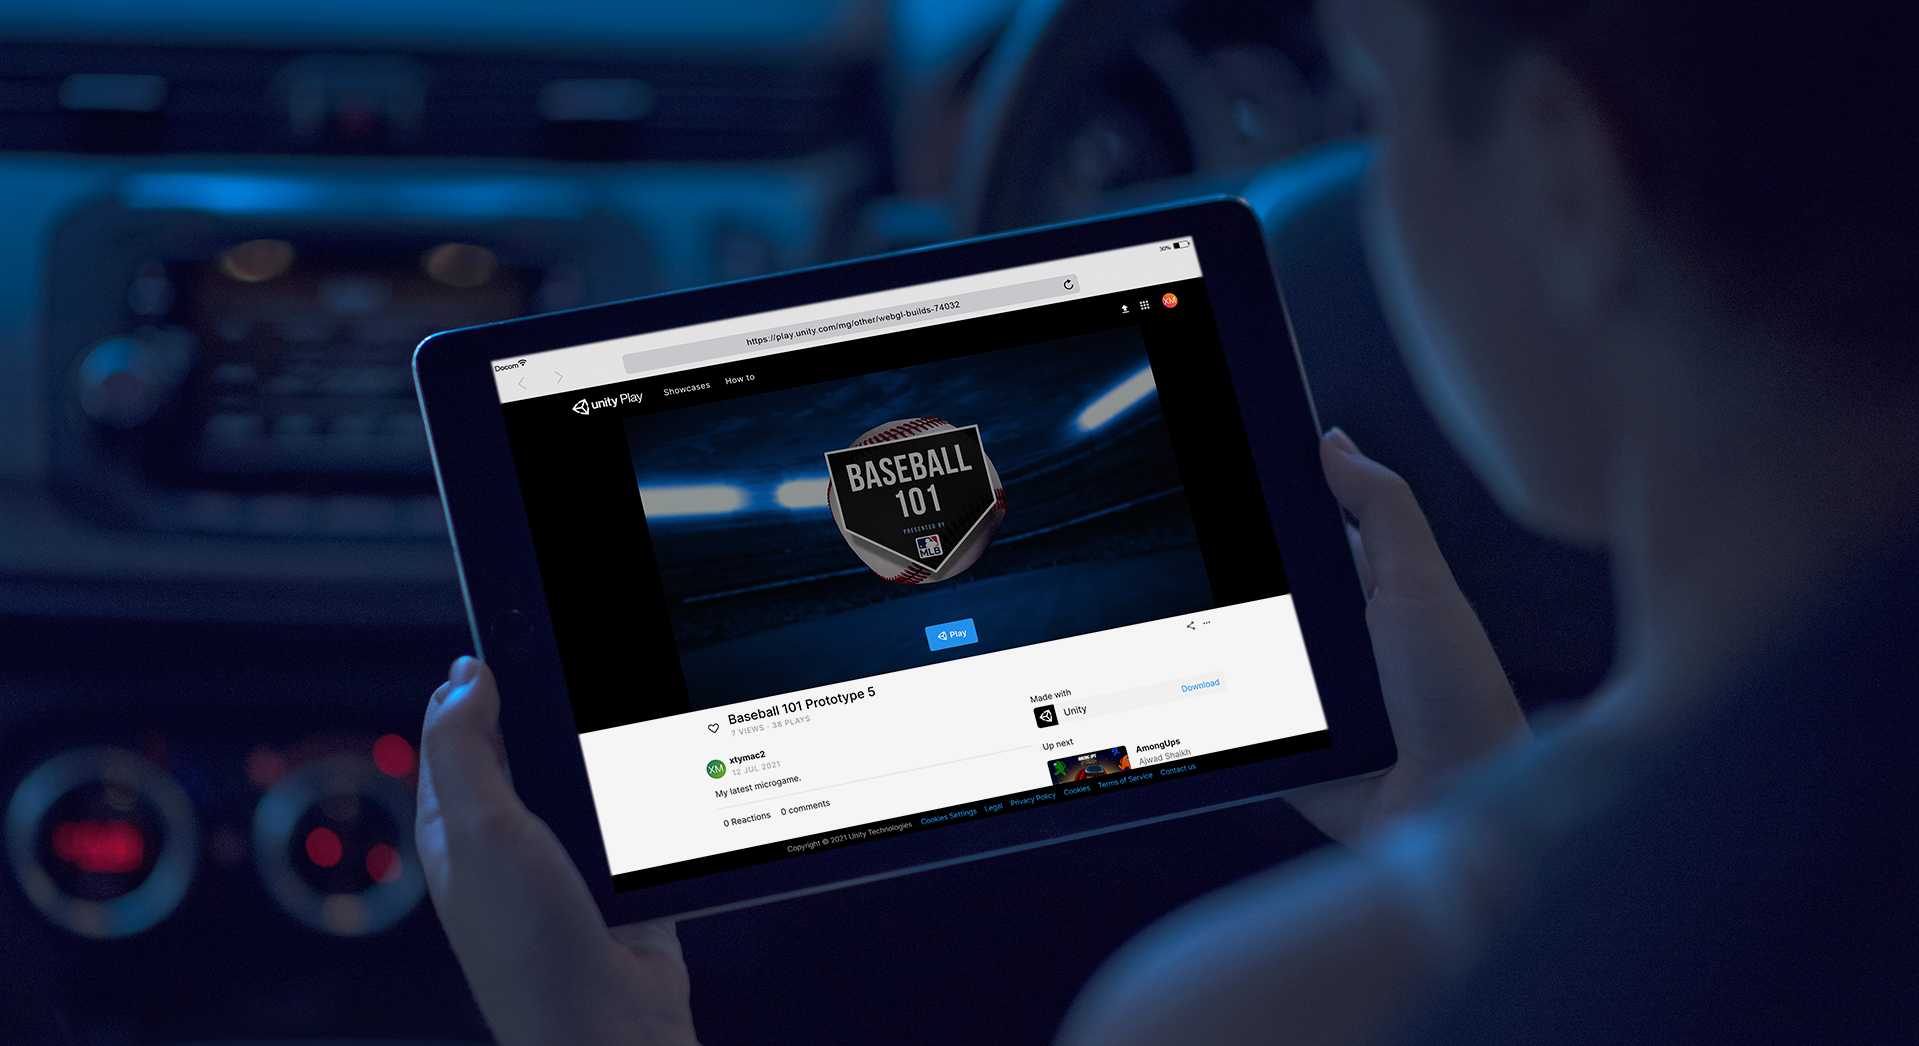 30%
Docom
https://play.unity.com/mg/other/webgl-builds-74032
XM
unity Play Showcases How to
BASEBALL
101
PRESENTED BY
MLB
Play
Baseball 101 Prototype 5
7 VIEWS · 38 PLAYS
XM
xtymac2
12 JUL 2021
My latest microgame.
0 Reactions 0 comments
Made with
Unity Download
Up next
AMONG UPS
AmongUps
Ajwad Shaikh
Copyright © 2021 Unity Technologies Cookies Settings Legal Privacy Policy Cookies Terms of Service Contact us